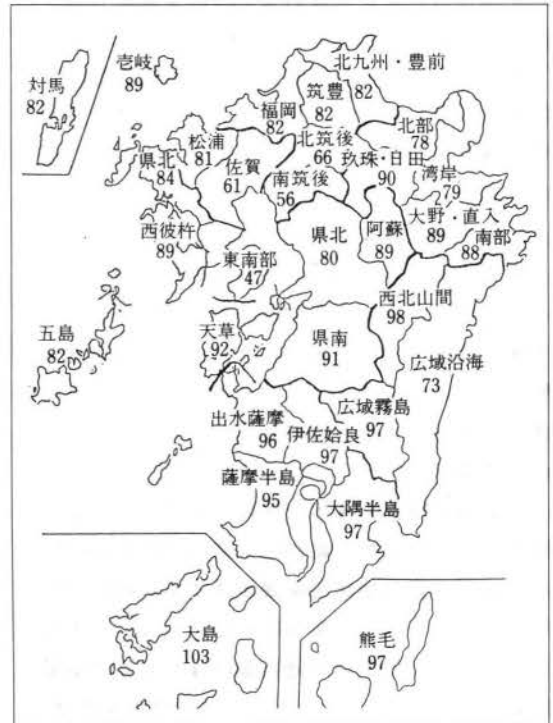 北九州・豊前
82
壱岐
89
対馬
82
筑豊
82
福岡
82
北部
78
松浦
81
北筑後
66
玖珠・日田
90
県北
84
佐賀
61
南筑後
56
湾岸
79
西彼杵
89
大野・直入
89
県北
80
阿蘇
89
南部
88
東南部
47
西北山間
98
五島
82
天草
92
県南
91
広域沿海
73
出水薩摩
96
伊佐姶良
97
広域霧島
97
薩摩半島
95
大隅半島
97
大島
103
熊毛
97